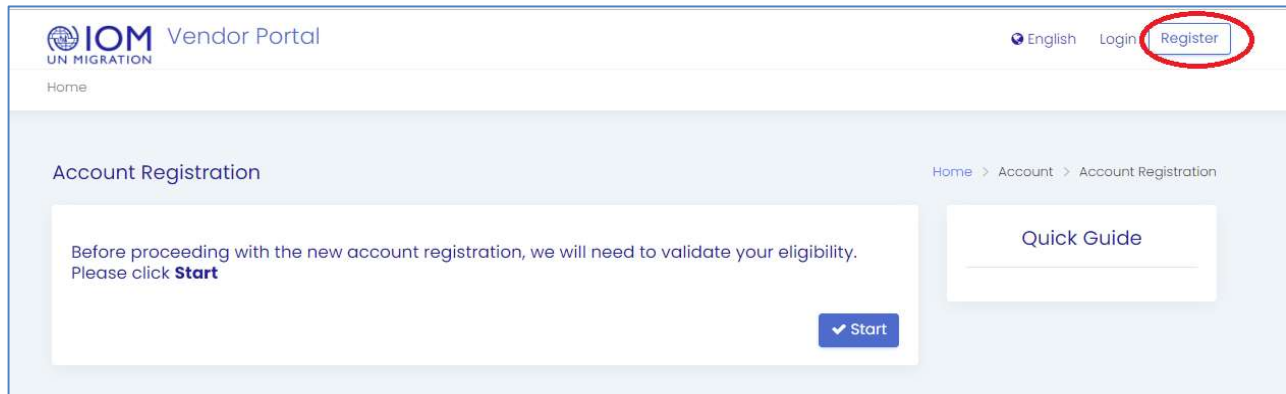 IOM Vendor Portal
UN MIGRATION
English Login Register
Home
Account Registration
Home > Account > Account Registration
Before proceeding with the new account registration, we will need to validate your eligibility.
Please click Start
Start
Quick Guide